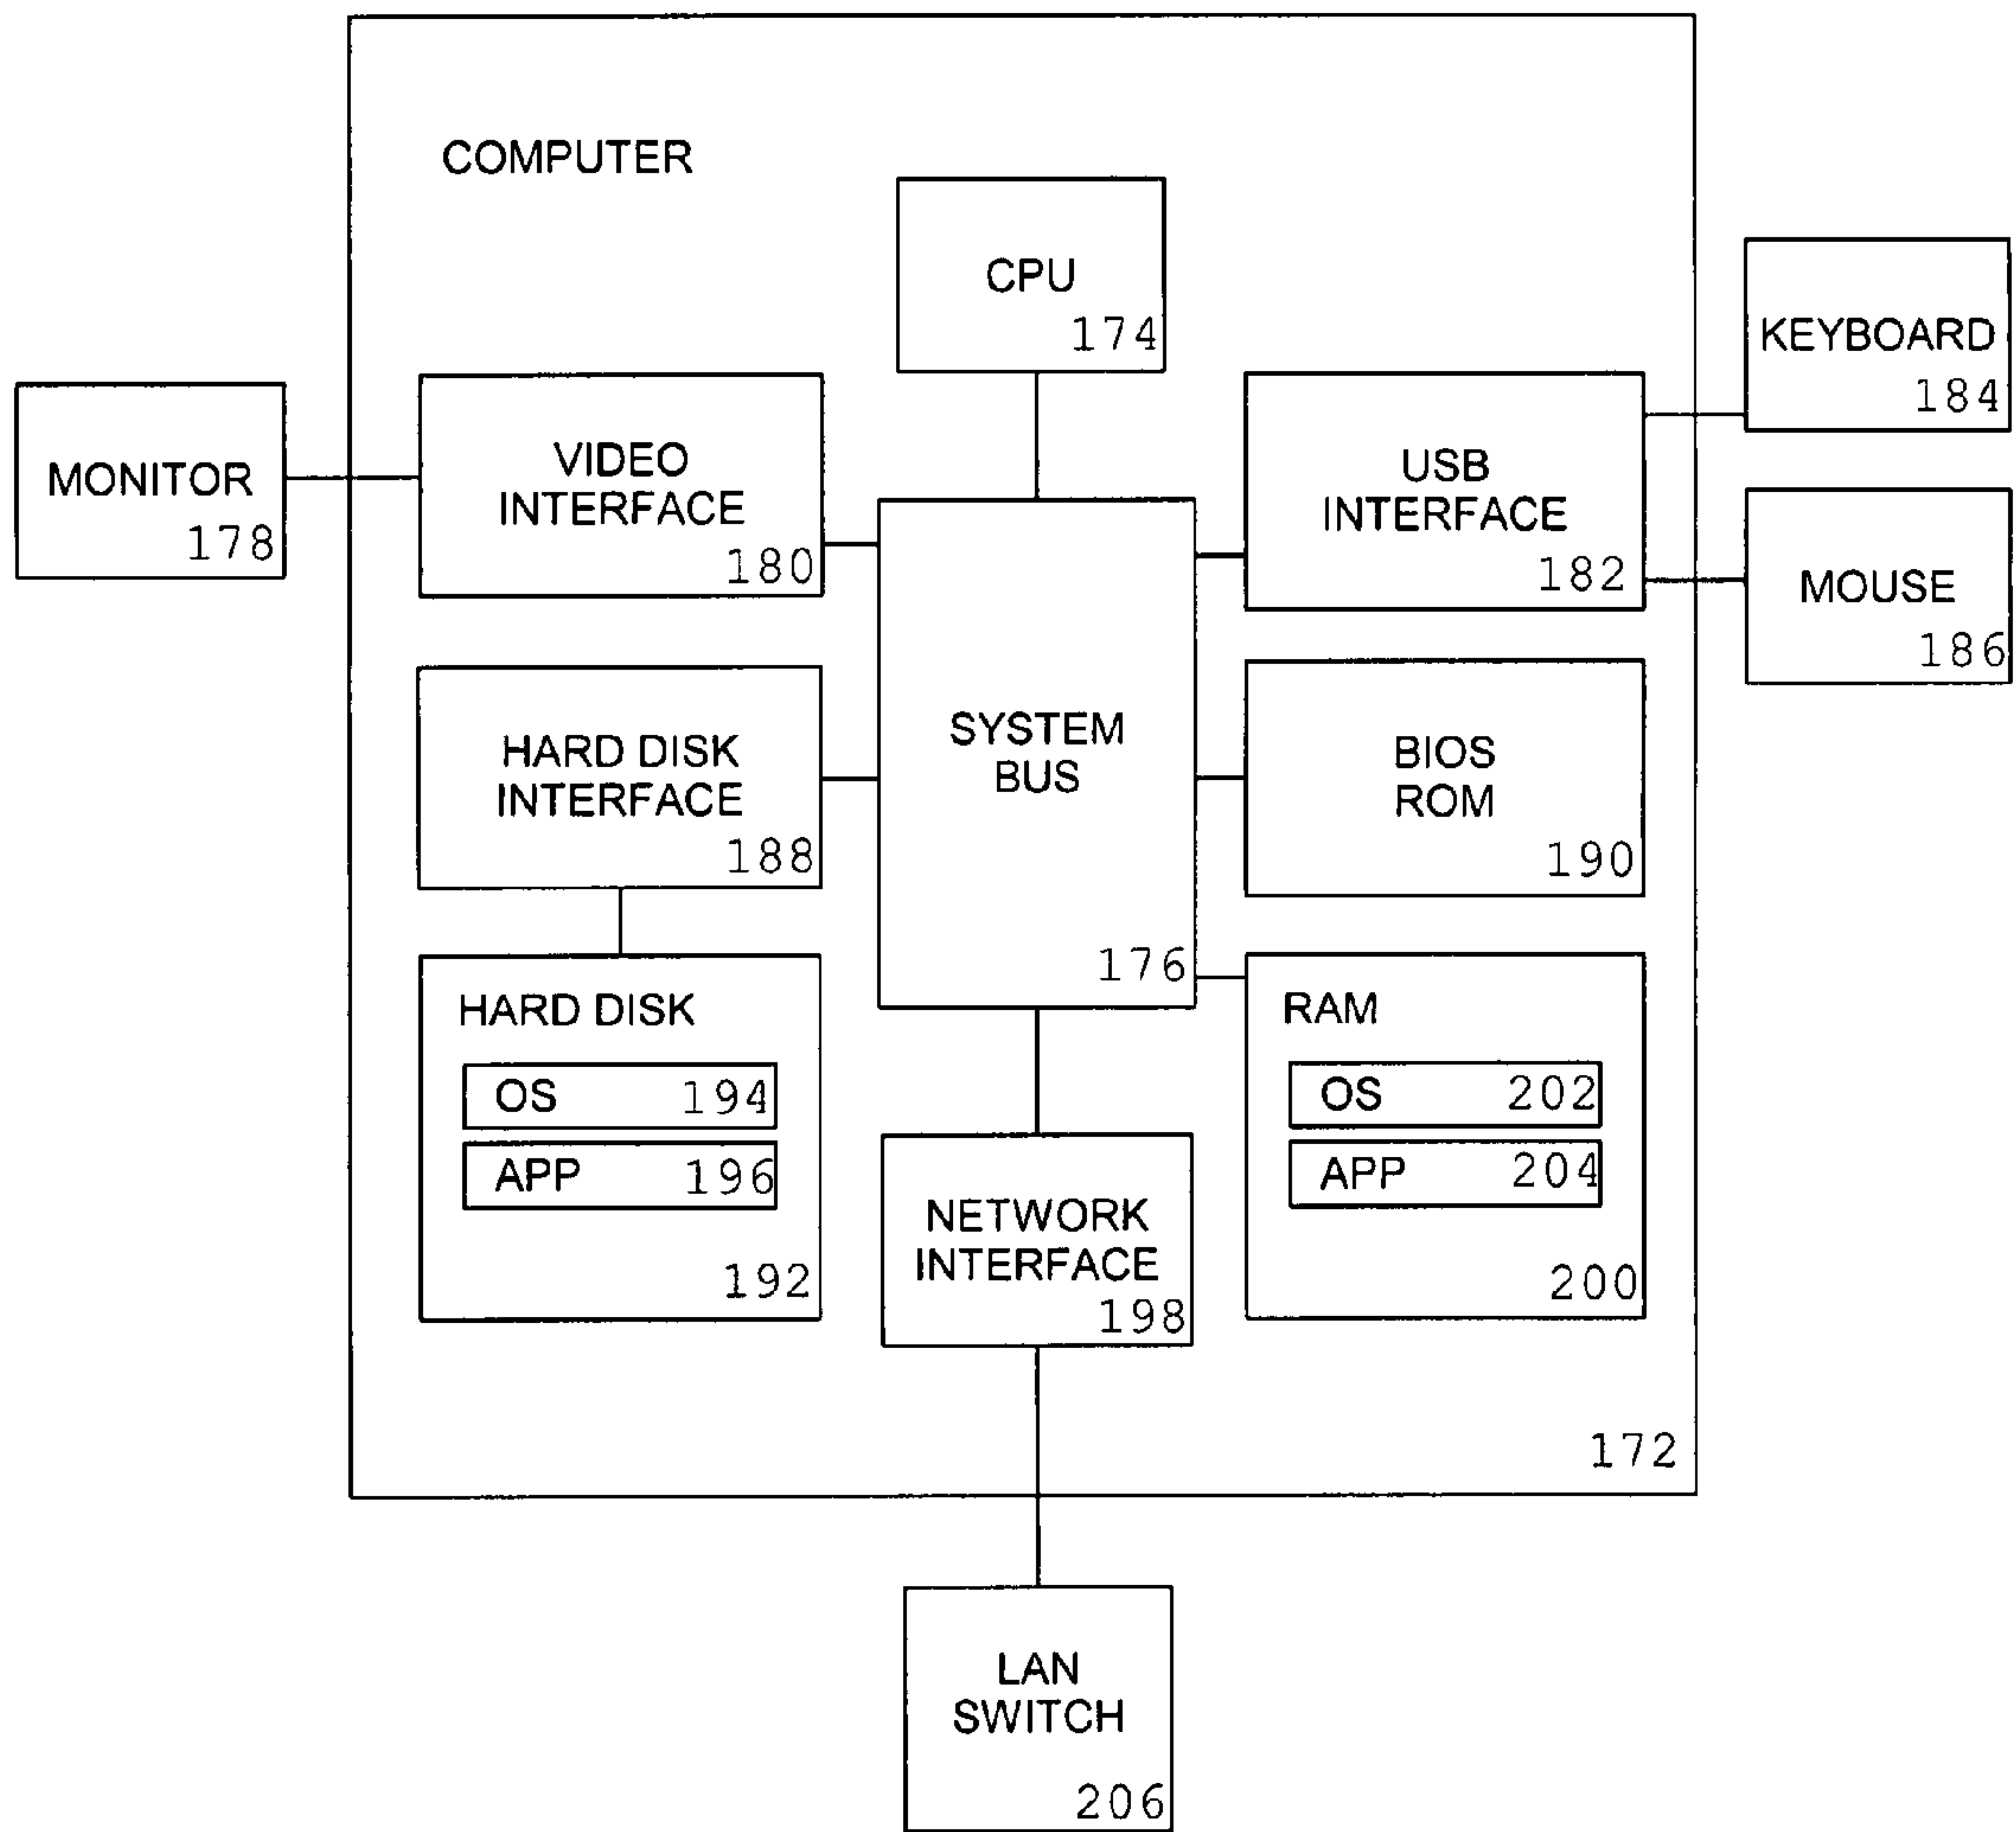 COMPUTER
CPU
174
KEYBOARD
184
MONITOR
178
VIDEO
INTERFACE
180
USB
INTERFACE
182
MOUSE
186
HARD DISK
INTERFACE
188
SYSTEM
BUS
176
BIOS
ROM
190
HARD DISK
OS 194
APP 196
192
NETWORK
INTERFACE
198
RAM
OS 202
APP 204
200
172
LAN
SWITCH
206